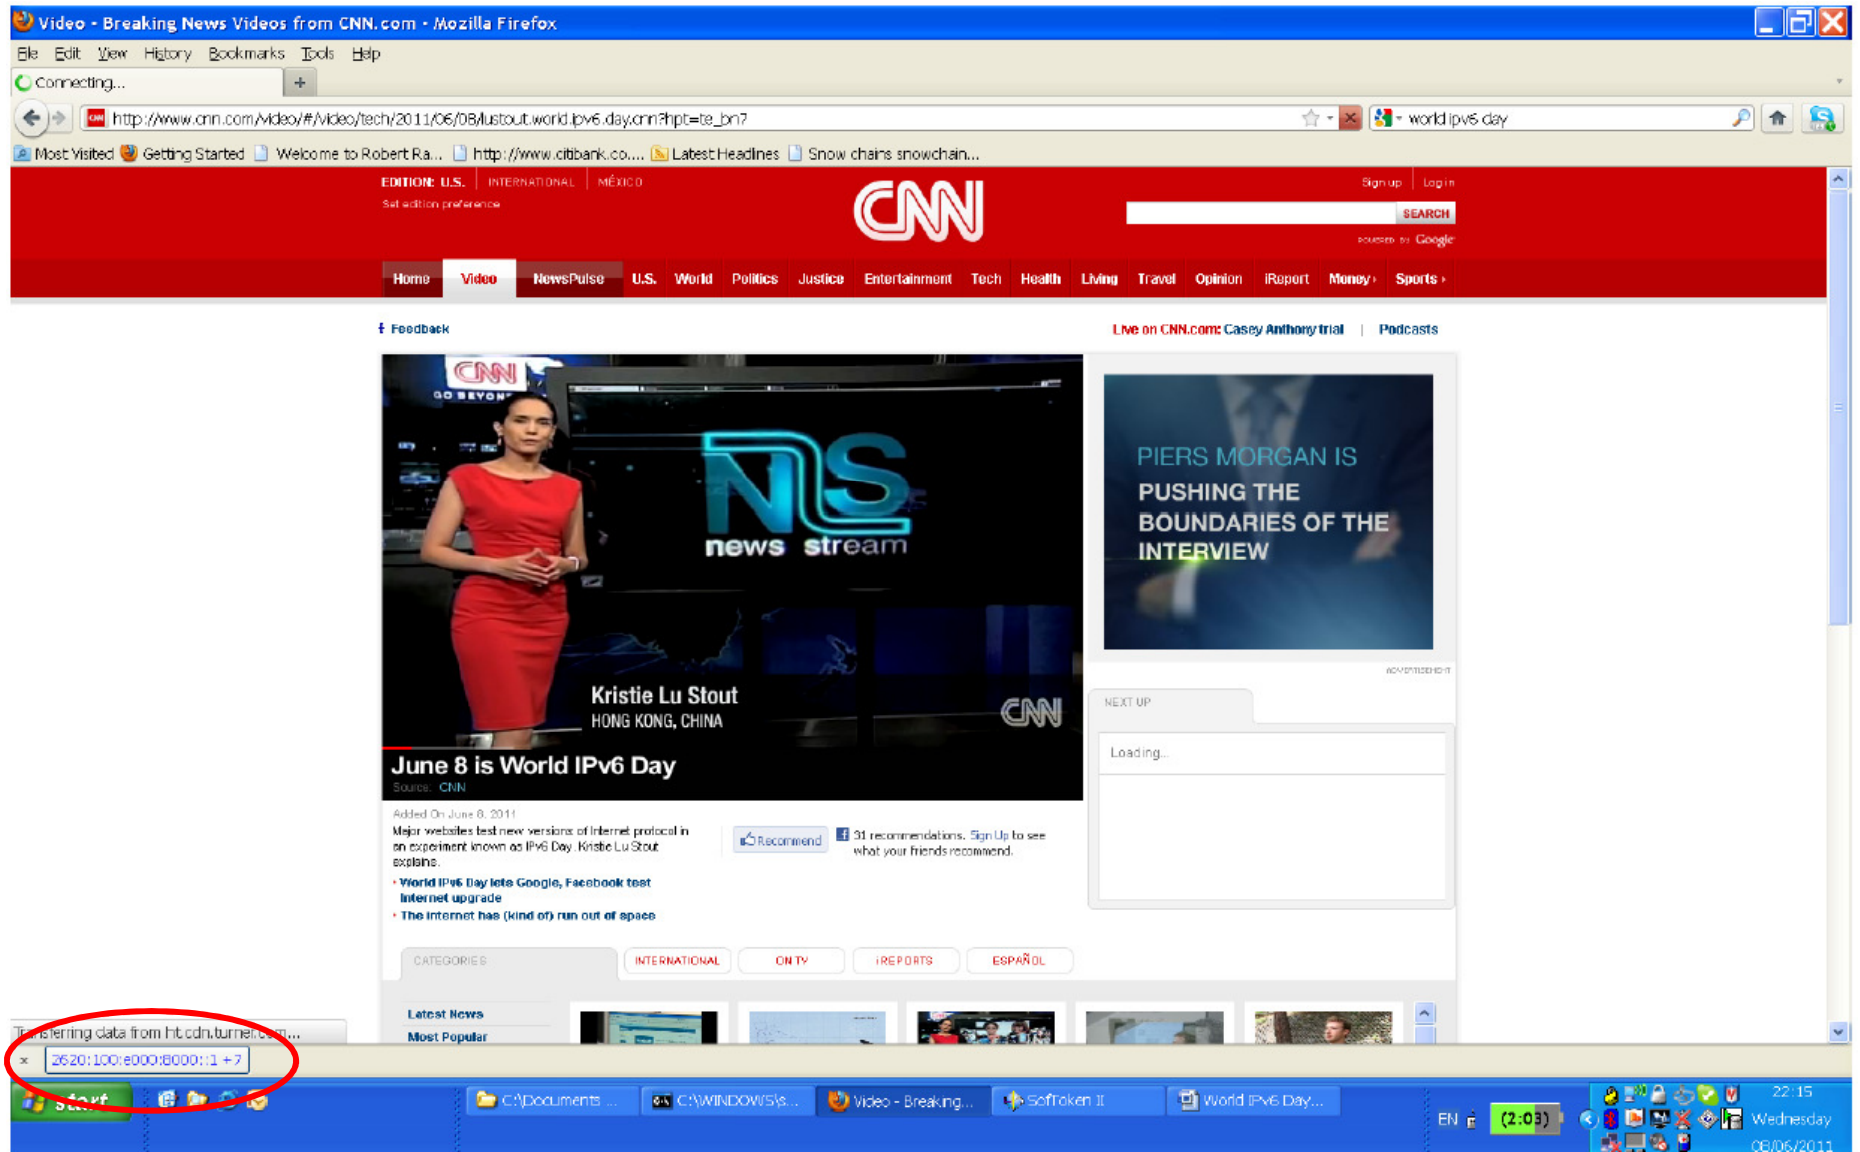 Video - Breaking News Videos from CNN.com - Mozilla Firefox
File Edit View History Bookmarks Tools Help
Connecting...
http://www.cnn.com/video/#/video/tech/2011/06/08/lustout.world.ipv6.day.cnn?hpt=te_bn7
world ipv6 day
Most Visited Getting Started Welcome to Robert Ra... http://www.citibank.co.... Latest Headlines Snow chains snowchain...
EDITION: U.S. INTERNATIONAL MÉXICO
Set edition preference
CNN
Sign up Log in
SEARCH
POWERED BY Google
Home Video NewsPulse U.S. World Politics Justice Entertainment Tech Health Living Travel Opinion iReport Money Sports
Feedback
Live on CNN.com: Casey Anthony trial | Podcasts
CNN
GO BEYOND
NS
news stream
Kristie Lu Stout
HONG KONG, CHINA
CNN
June 8 is World IPv6 Day
Source: CNN
PIERS MORGAN IS
PUSHING THE
BOUNDARIES OF THE
INTERVIEW
ADVERTISEMENT
NEXT UP
Loading...
Added On June 8, 2011
Major websites test new versions of Internet protocol in
an experiment known as IPv6 Day. Kristie Lu Stout
explains.
Recommend
31 recommendations. Sign Up to see
what your friends recommend.
World IPv6 Day lets Google, Facebook test
Internet upgrade
The internet has (kind of) run out of space
CATEGORIES INTERNATIONAL ON TV iREPORTS ESPAÑOL
Latest News
Most Popular
Transferring data from ht.cdn.turner.com...
× 2620:100:e000:8000::1 +7
start
C:\Documents ... C:\WINDOWS\s... Video - Breaking... SofToken II World IPv6 Day...
EN (2:03)
22:15
Wednesday
08/06/2011